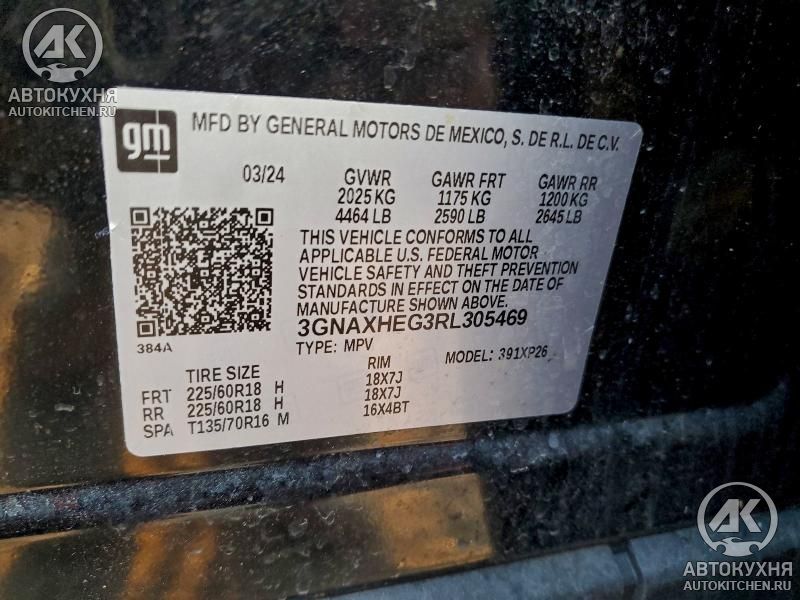 AK
АВТОКУХНЯ
AUTOKITCHEN.RU
gm
MFD BY GENERAL MOTORS DE MEXICO, S. DE R.L. DE C.V.
03/24 GVWR GAWR FRT GAWR RR
2025 KG 1175 KG 1200 KG
4464 LB 2590 LB 2645 LB
THIS VEHICLE CONFORMS TO ALL
APPLICABLE U.S. FEDERAL MOTOR
VEHICLE SAFETY AND THEFT PREVENTION
STANDARDS IN EFFECT ON THE DATE OF
MANUFACTURE SHOWN ABOVE.
3GNAXHEG3RL305469
384A
TYPE: MPV MODEL: 391XP26
TIRE SIZE RIM
FRT 225/60R18 H 18X7J
RR 225/60R18 H 18X7J
SPA T135/70R16 M 16X4BT
AK
АВТОКУХНЯ
AUTOKITCHEN.RU